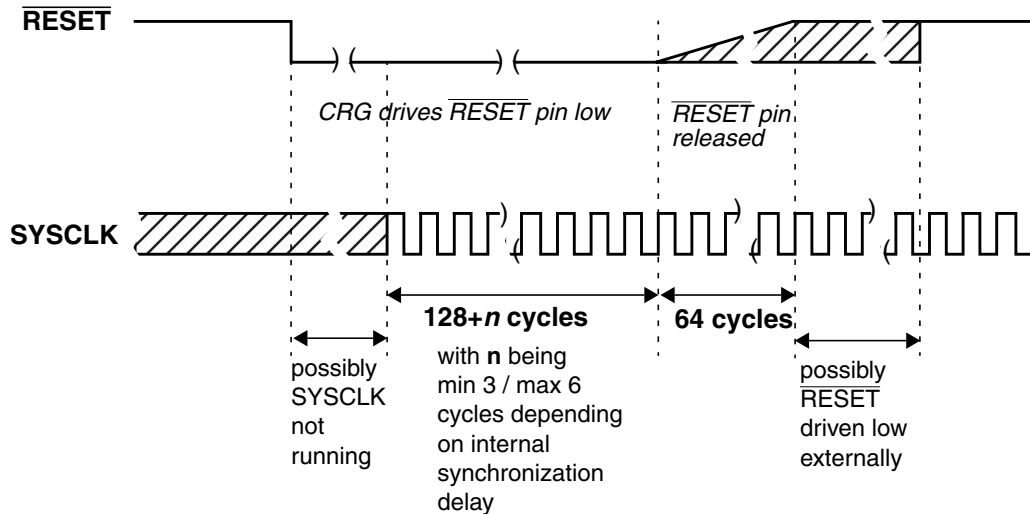 RESET
CRG drives RESET pin low
RESET pin
released
SYSCLK
128+n cycles
64 cycles
possibly
SYSCLK
not
running
with n being
min 3 / max 6
cycles depending
on internal
synchronization
delay
possibly
RESET
driven low
externally